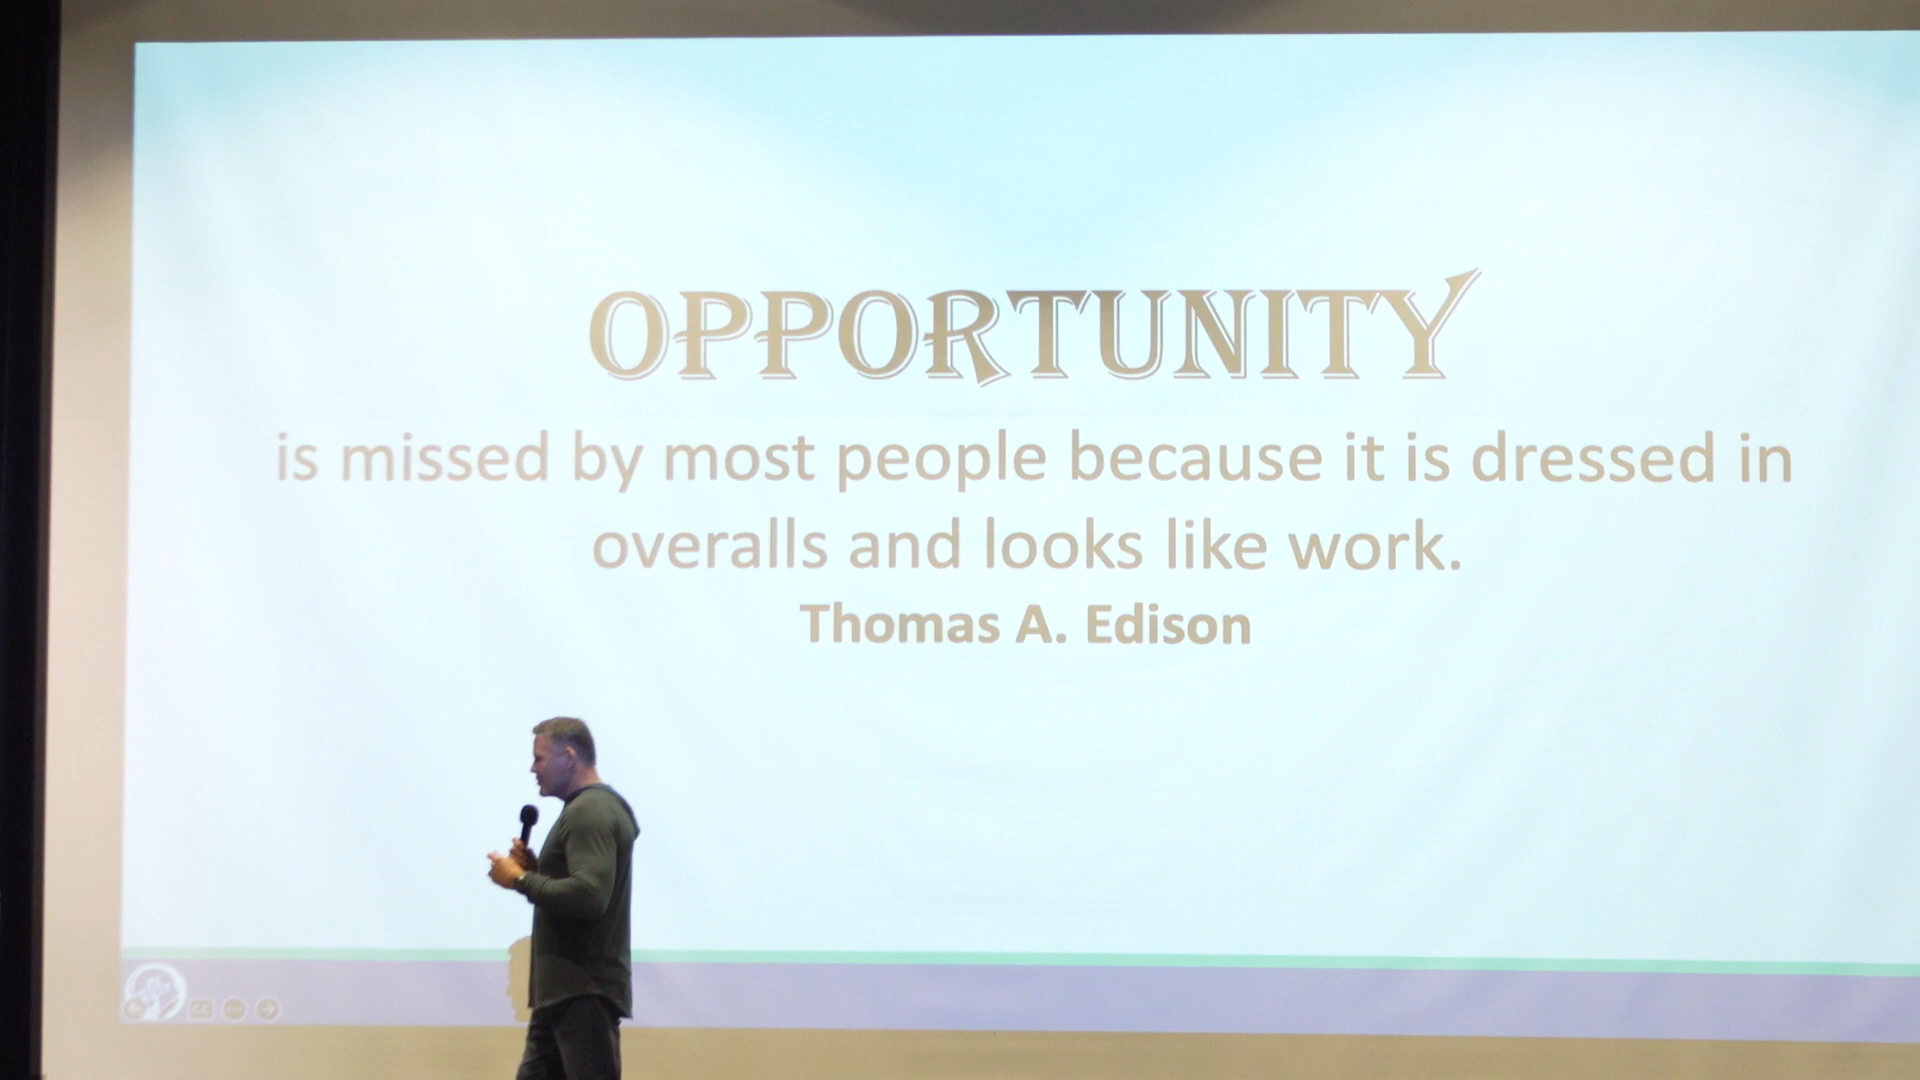 OPPORTUNITY
is missed by most people because it is dressed in
overalls and looks like work.
Thomas A. Edison